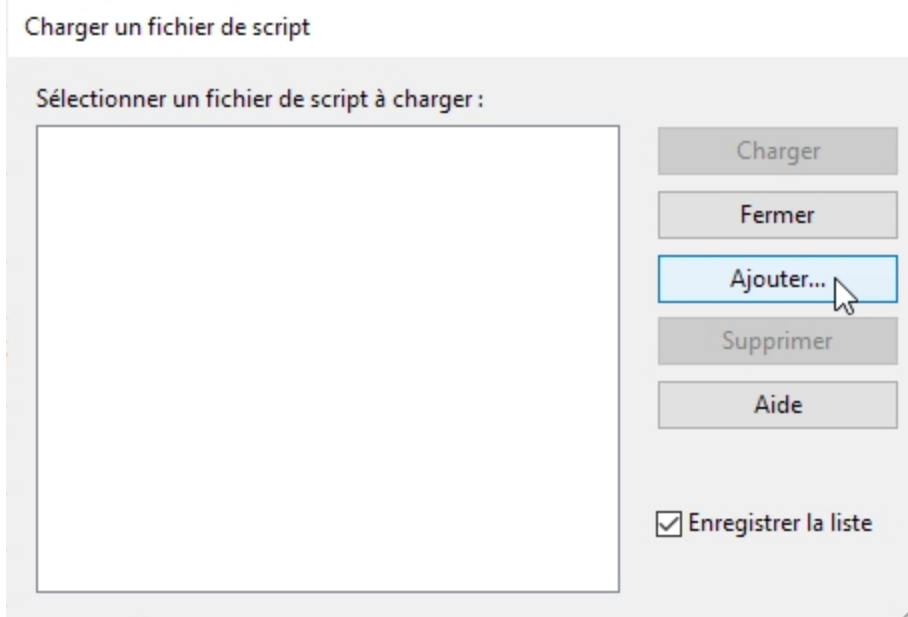 Charger un fichier de script
Sélectionner un fichier de script à charger :
Charger
Fermer
Ajouter...
Supprimer
Aide
Enregistrer la liste